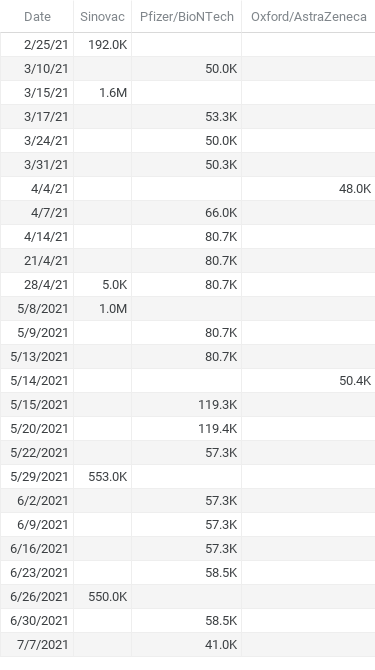 Date Sinovac Pfizer/BioNTech Oxford/AstraZeneca
2/25/21 192.0K
3/10/21 50.0K
3/15/21 1.6M
3/17/21 53.3K
3/24/21 50.0K
3/31/21 50.3K
4/4/21 48.0K
4/7/21 66.0K
4/14/21 80.7K
21/4/21 80.7K
28/4/21 5.0K 80.7K
5/8/2021 1.0M
5/9/2021 80.7K
5/13/2021 80.7K
5/14/2021 50.4K
5/15/2021 119.3K
5/20/2021 119.4K
5/22/2021 57.3K
5/29/2021 553.0K
6/2/2021 57.3K
6/9/2021 57.3K
6/16/2021 57.3K
6/23/2021 58.5K
6/26/2021 550.0K
6/30/2021 58.5K
7/7/2021 41.0K